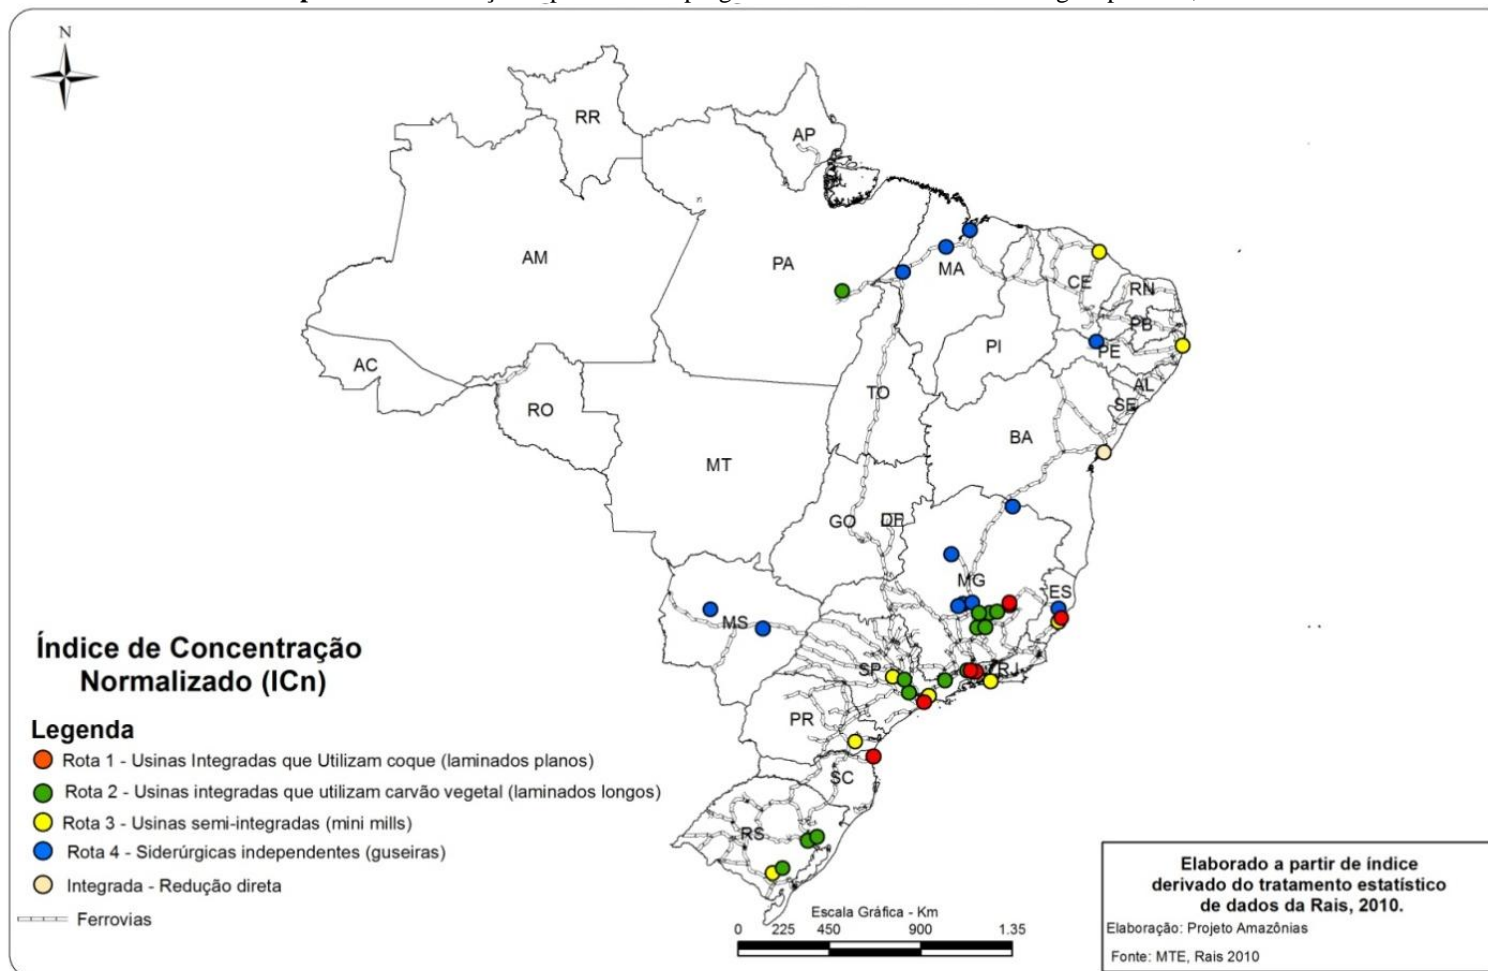 N
RR
AP
AM
PA
MA
CE
RN
PB
PE
PI
AC
AL
SE
TO
RO
BA
MT
GO
DF
MG
ES
MS
SP
RJ
PR
SC
RS
Índice de Concentração
Normalizado (ICn)
Legenda
Rota 1 - Usinas Integradas que Utilizam coque (laminados planos)
Rota 2 - Usinas integradas que utilizam carvão vegetal (laminados longos)
Rota 3 - Usinas semi-integradas (mini mills)
Rota 4 - Siderúrgicas independentes (guseiras)
Integrada - Redução direta
Ferrovias
Escala Gráfica - Km
0 225 450 900 1.35
Elaborado a partir de índice
derivado do tratamento estatístico
de dados da Rais, 2010.
Elaboração: Projeto Amazônias
Fonte: MTE, Rais 2010